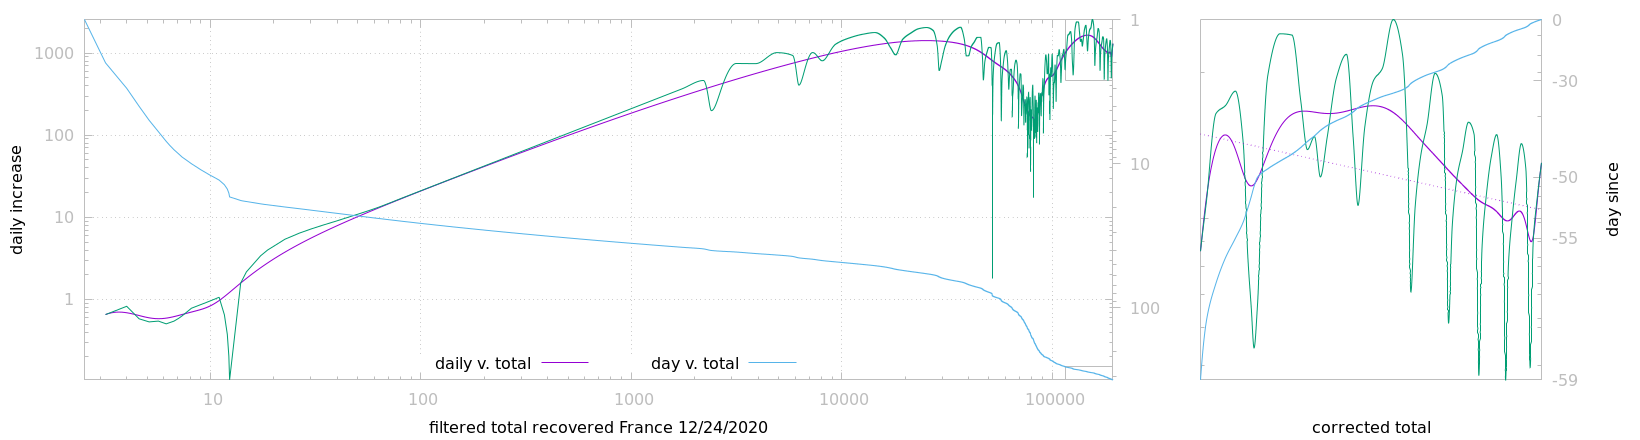 daily increase
1000
100
10
1
10
100
1000
10000
100000
filtered total recovered France 12/24/2020
daily v. total
day v. total
1
10
100
0
-30
-50
-55
-59
day since
corrected total